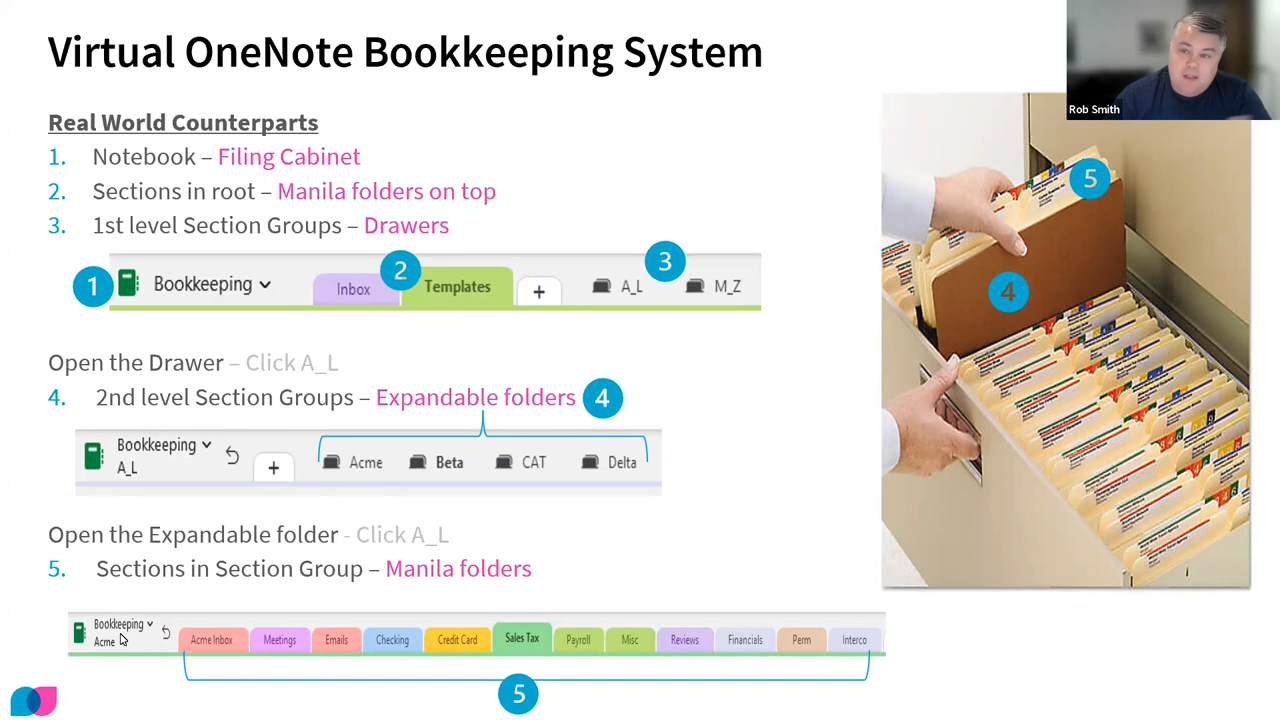 Virtual OneNote Bookkeeping System
Rob Smith
Real World Counterparts
1. Notebook – Filing Cabinet
2. Sections in root – Manila folders on top
3. 1st level Section Groups – Drawers
1
Bookkeeping
Inbox
2
Templates
+
A_L
3
M_Z
Open the Drawer – Click A_L
4. 2nd level Section Groups – Expandable folders
4
Bookkeeping
A_L
+
Acme
Beta
CAT
Delta
Open the Expandable folder - Click A_L
5. Sections in Section Group – Manila folders
Bookkeeping
Acme
Acme Inbox
Meetings
Emails
Checking
Credit Card
Sales Tax
Payroll
Misc
Reviews
Financials
Perm
Interco
5
5
4